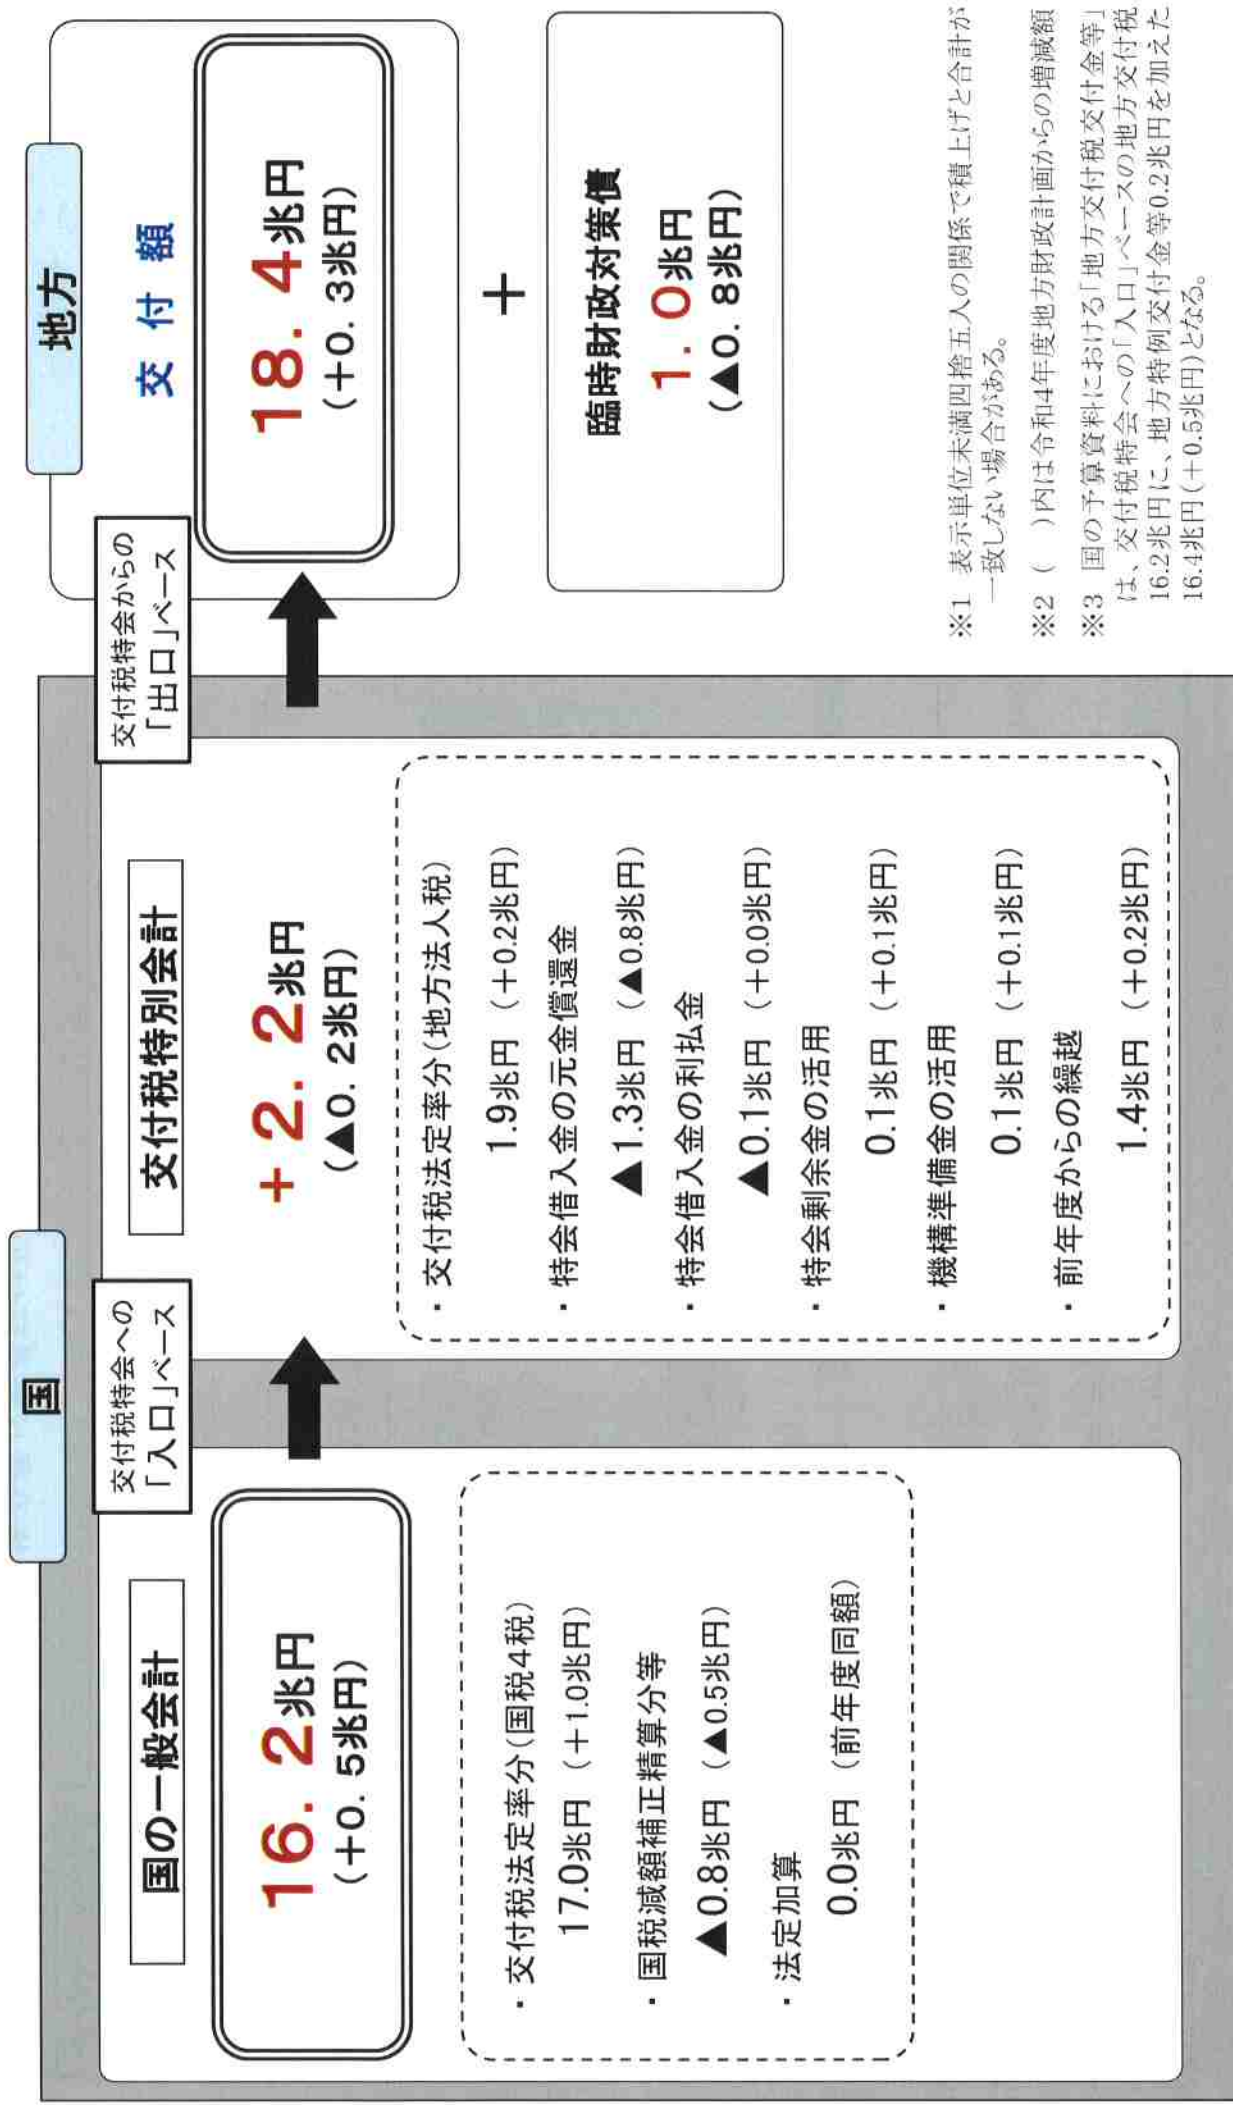 国
国の一般会計
16. 2兆円
(+0. 5兆円)
・ 交付税法定率分(国税4税)
17.0兆円 (+1.0兆円)
・ 国税減額補正精算分等
▲0.8兆円 (▲0.5兆円)
・ 法定加算
0.0兆円 (前年度同額)
交付税特会への
「入口」ベース
交付税特別会計
+2. 2兆円
(▲0. 2兆円)
・ 交付税法定率分(地方法人税)
1.9兆円 (+0.2兆円)
・ 特会借入金の元金償還金
▲1.3兆円 (▲0.8兆円)
・ 特会借入金の利払金
▲0.1兆円 (+0.0兆円)
・ 特会剰余金の活用
0.1兆円 (+0.1兆円)
・ 機構準備金の活用
0.1兆円 (+0.1兆円)
・ 前年度からの繰越
1.4兆円 (+0.2兆円)
交付税特会からの
「出口」ベース
地方
交 付 額
18. 4兆円
(+0. 3兆円)
+
臨時財政対策債
1. 0兆円
(▲0. 8兆円)
※1 表示単位未満四捨五入の関係で積上げと合計が
一致しない場合がある。
※2 ( )内は令和4年度地方財政計画からの増減額
※3 国の予算資料における「地方交付税交付金等」
は、交付税特会への「入口」ベースの地方交付税
16.2兆円に、地方特例交付金等0.2兆円を加えた
16.4兆円(+0.5兆円)となる。